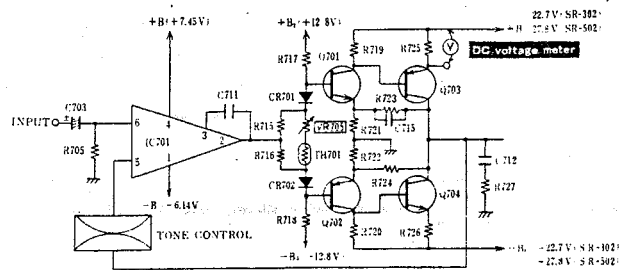 +B₁(+7.45V)
+B₂(+12.8V)
22.7V(SR-302)
+B
27.8V(SR-502)
DC voltage meter
V
R717
Q701
R719
R725
C703
C711
CR701
Q703
INPUT
6
4
3
2
IC701
R715
VR703
R723
C715
R721
R705
5
1
R716
TH701
R722
C712
-B
-6.14V
CR702
R724
Q704
R727
TONE CONTROL
R718
Q702
R720
R726
-B₂
-12.8V
-B
-22.7V(SR-302)
-27.8V(SR-502)